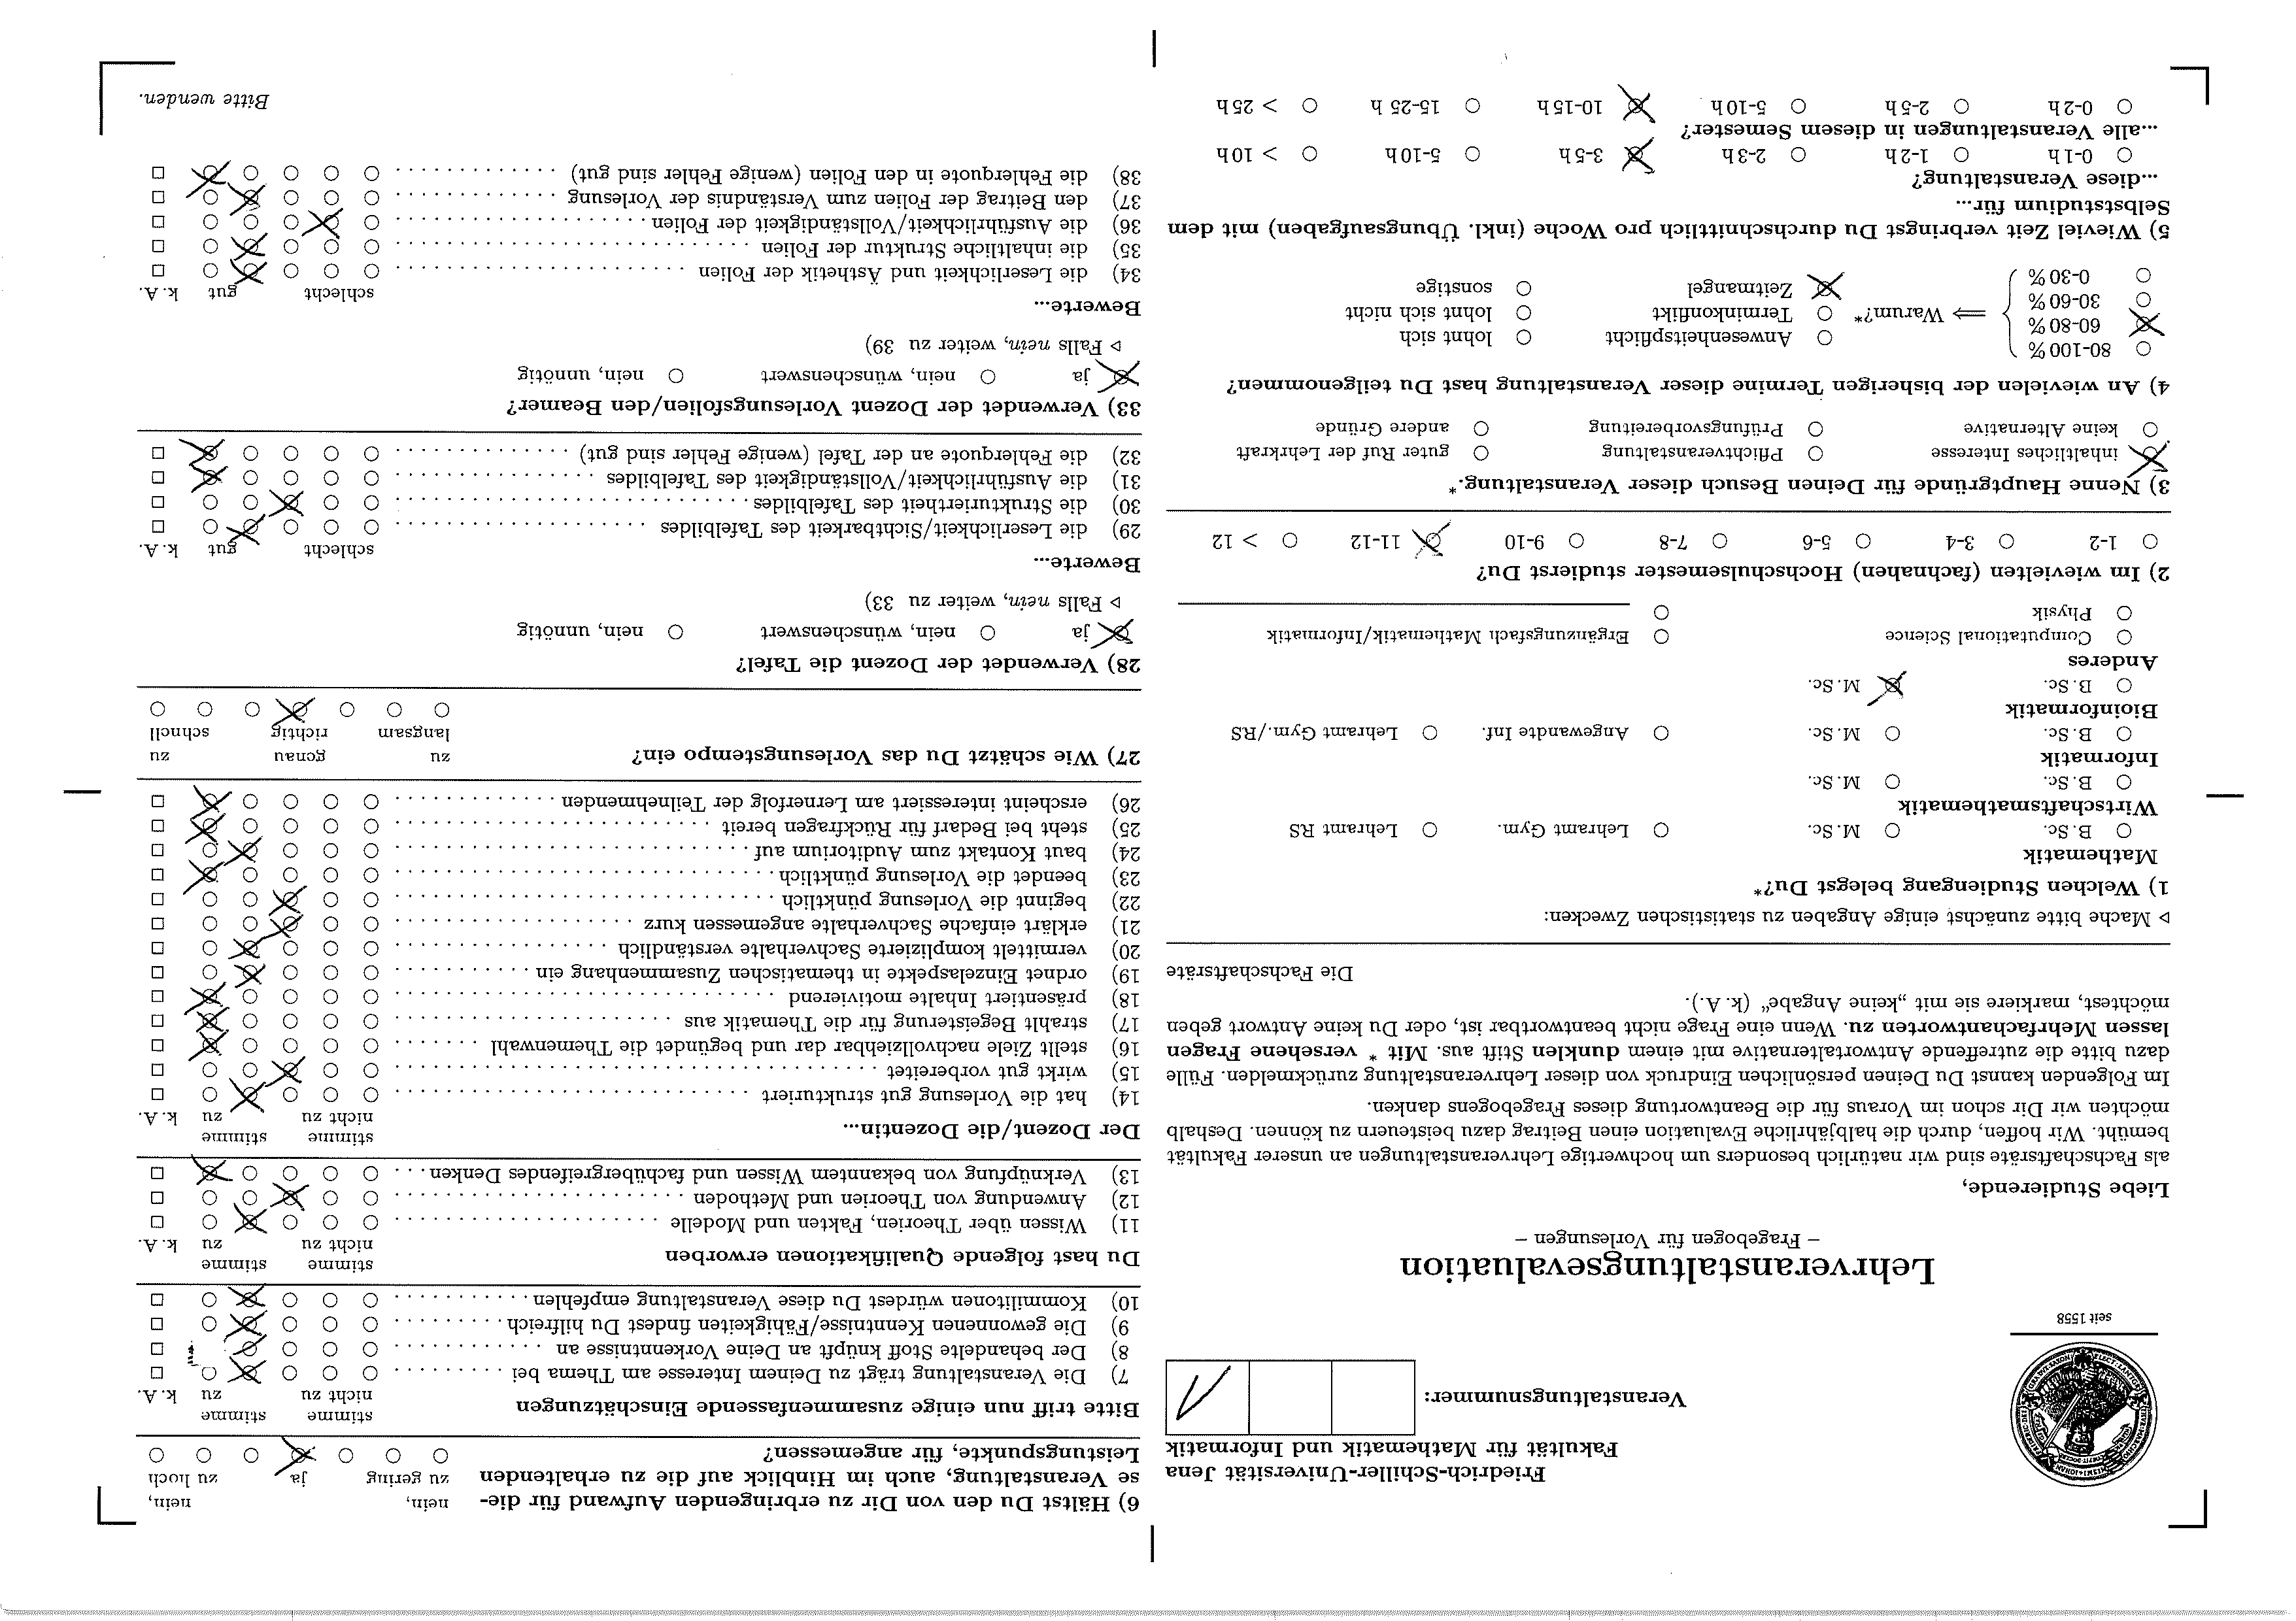 seit 1558
Friedrich-Schiller-Universität Jena
Fakultät für Mathematik und Informatik
Veranstaltungsnummer:
Lehrveranstaltungsevaluation
– Fragebogen für Vorlesungen –
Liebe Studierende,
als Fachschaftsräte sind wir natürlich besonders um hochwertige Lehrveranstaltungen an unserer Fakultät
bemüht. Wir hoffen, durch die halbjährliche Evaluation einen Beitrag dazu beisteuern zu können. Deshalb
möchten wir Dir schon im Voraus für die Beantwortung dieses Fragebogens danken.
Im Folgenden kannst Du Deinen persönlichen Eindruck von dieser Lehrveranstaltung zurückmelden. Fülle
dazu bitte die zutreffende Antwortalternative mit einem dunklen Stift aus. Mit * versehene Fragen
lassen Mehrfachantworten zu. Wenn eine Frage nicht beantwortbar ist, oder Du keine Antwort geben
möchtest, markiere sie mit „keine Angabe“ (k. A.).
Die Fachschaftsräte
▷ Mache bitte zunächst einige Angaben zu statistischen Zwecken:
1) Welchen Studiengang belegst Du?*
Mathematik
B. Sc. M. Sc. Lehramt Gym. Lehramt RS
Wirtschaftsmathematik
B. Sc. M. Sc.
Informatik
B. Sc. M. Sc. Angewandte Inf. Lehramt Gym./RS
Bioinformatik
B. Sc. M. Sc.
Anderes
Computational Science Ergänzungsfach Mathematik/Informatik
Physik
2) Im wievielten (fachnahen) Hochschulsemester studierst Du?
1-2 3-4 5-6 7-8 9-10 11-12 > 12
3) Nenne Hauptgründe für Deinen Besuch dieser Veranstaltung.*
inhaltliches Interesse Pflichtveranstaltung guter Ruf der Lehrkraft
keine Alternative Prüfungsvorbereitung andere Gründe
4) An wievielen der bisherigen Termine dieser Veranstaltung hast Du teilgenommen?
80-100 % Anwesenheitspflicht lohnt sich
60-80 % ⟹ Warum?* Terminkonflikt lohnt sich nicht
30-60 % Zeitmangel sonstige
0-30 %
5) Wieviel Zeit verbringst Du durchschnittlich pro Woche (inkl. Übungsaufgaben) mit dem
Selbststudium für...
...diese Veranstaltung?
0-1 h 1-2 h 2-3 h 3-5 h 5-10 h > 10 h
...alle Veranstaltungen in diesem Semester?
0-2 h 2-5 h 5-10 h 10-15 h 15-25 h > 25 h
6) Hältst Du den von Dir zu erbringenden Aufwand für die- nein, nein,
se Veranstaltung, auch im Hinblick auf die zu erhaltenden zu gering ja zu hoch
Leistungspunkte, für angemessen?
Bitte triff nun einige zusammenfassende Einschätzungen stimme stimme
nicht zu zu k. A.
7) Die Veranstaltung trägt zu Deinem Interesse am Thema bei
8) Der behandelte Stoff knüpft an Deine Vorkenntnisse an
9) Die gewonnenen Kenntnisse/Fähigkeiten findest Du hilfreich
10) Kommilitonen würdest Du diese Veranstaltung empfehlen
Du hast folgende Qualifikationen erworben stimme stimme
nicht zu zu k. A.
11) Wissen über Theorien, Fakten und Modelle
12) Anwendung von Theorien und Methoden
13) Verknüpfung von bekanntem Wissen und fachübergreifendes Denken
Der Dozent/die Dozentin... stimme stimme
nicht zu zu k. A.
14) hat die Vorlesung gut strukturiert
15) wirkt gut vorbereitet
16) stellt Ziele nachvollziehbar dar und begündet die Themenwahl
17) strahlt Begeisterung für die Thematik aus
18) präsentiert Inhalte motivierend
19) ordnet Einzelaspekte in thematischen Zusammenhang ein
20) vermittelt komplizierte Sachverhalte verständlich
21) erklärt einfache Sachverhalte angemessen kurz
22) beginnt die Vorlesung pünktlich
23) beendet die Vorlesung pünktlich
24) baut Kontakt zum Auditorium auf
25) steht bei Bedarf für Rückfragen bereit
26) erscheint interessiert am Lernerfolg der Teilnehmenden
27) Wie schätzt Du das Vorlesungstempo ein? zu genau zu
langsam richtig schnell
28) Verwendet der Dozent die Tafel?
ja nein, wünschenswert nein, unnötig
▷ Falls nein, weiter zu 33)
Bewerte...
schlecht gut k. A.
29) die Leserlichkeit/Sichtbarkeit des Tafelbildes
30) die Strukturiertheit des Tafelbildes
31) die Ausführlichkeit/Vollständigkeit des Tafelbildes
32) die Fehlerquote an der Tafel (wenige Fehler sind gut)
33) Verwendet der Dozent Vorlesungsfolien/den Beamer?
ja nein, wünschenswert nein, unnötig
▷ Falls nein, weiter zu 39)
Bewerte...
schlecht gut k. A.
34) die Leserlichkeit und Ästhetik der Folien
35) die inhaltliche Struktur der Folien
36) die Ausführlichkeit/Vollständigkeit der Folien
37) den Beitrag der Folien zum Verständnis der Vorlesung
38) die Fehlerquote in den Folien (wenige Fehler sind gut)
Bitte wenden.